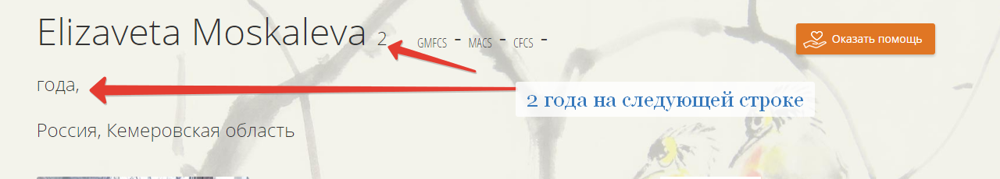 Elizaveta Moskaleva 2 GMFCS - MACS - CFCS -
Оказать помощь
года,
2 года на следующей строке
Россия, Кемеровская область